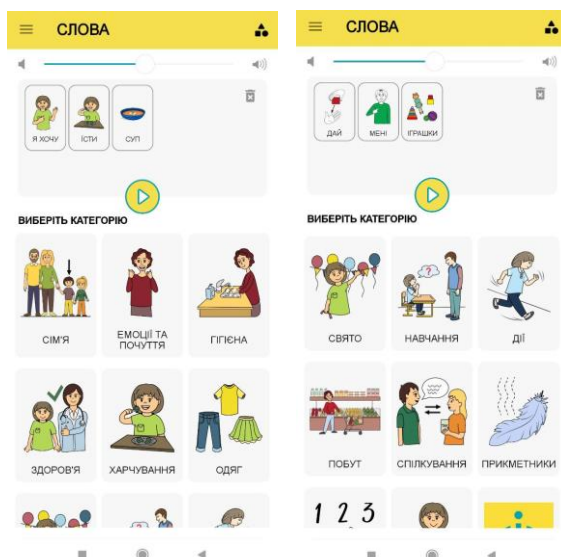 СЛОВА
Я ХОЧУ
ЇСТИ
СУП
ВИБЕРІТЬ КАТЕГОРІЮ
СІМ'Я
ЕМОЦІЇ ТА
ПОЧУТТЯ
ГІГІЄНА
ЗДОРОВ'Я
ХАРЧУВАННЯ
ОДЯГ
СЛОВА
ДАЙ
МЕНІ
ІГРАШКИ
ВИБЕРІТЬ КАТЕГОРІЮ
СВЯТО
НАВЧАННЯ
?
ДІЇ
ПОБУТ
СПІЛКУВАННЯ
ПРИКМЕТНИКИ
1 2 3